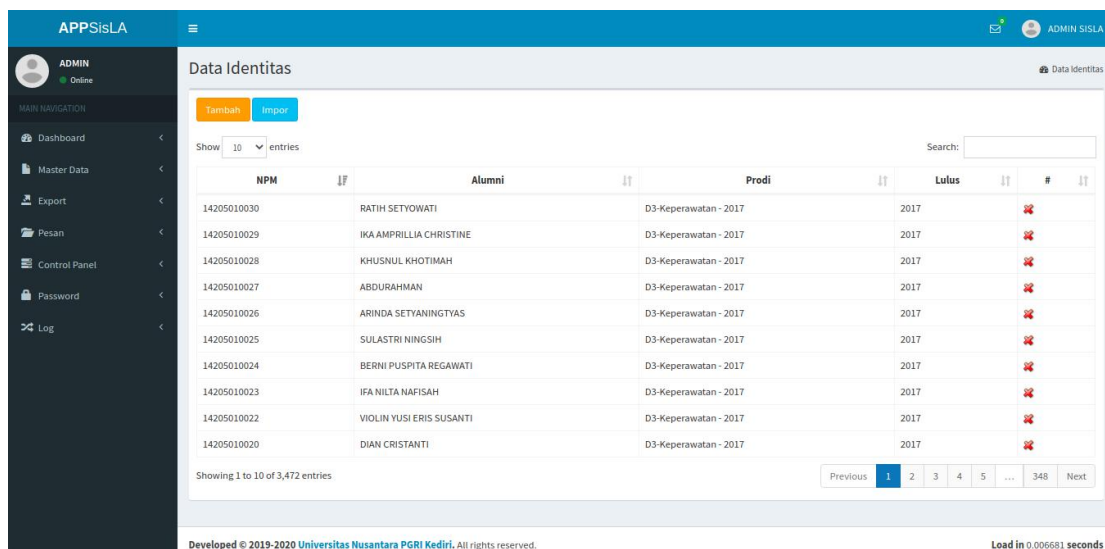 APPSisLA
0
ADMIN SISLA
ADMIN
Online
MAIN NAVIGATION
Dashboard
Master Data
Export
Pesan
Control Panel
Password
Log
Data Identitas
Data Identitas
Tambah Impor
Show 10 entries Search:
NPM Alumni Prodi Lulus #
14205010030 RATIH SETYOWATI D3-Keperawatan - 2017 2017
14205010029 IKA AMPRILLIA CHRISTINE D3-Keperawatan - 2017 2017
14205010028 KHUSNUL KHOTIMAH D3-Keperawatan - 2017 2017
14205010027 ABDURAHMAN D3-Keperawatan - 2017 2017
14205010026 ARINDA SETYANINGTYAS D3-Keperawatan - 2017 2017
14205010025 SULASTRI NINGSIH D3-Keperawatan - 2017 2017
14205010024 BERNI PUSPITA REGAWATI D3-Keperawatan - 2017 2017
14205010023 IFA NILTA NAFISAH D3-Keperawatan - 2017 2017
14205010022 VIOLIN YUSI ERIS SUSANTI D3-Keperawatan - 2017 2017
14205010020 DIAN CRISTANTI D3-Keperawatan - 2017 2017
Showing 1 to 10 of 3,472 entries Previous 1 2 3 4 5 ... 348 Next
Developed © 2019-2020 Universitas Nusantara PGRI Kediri. All rights reserved. Load in 0.006681 seconds